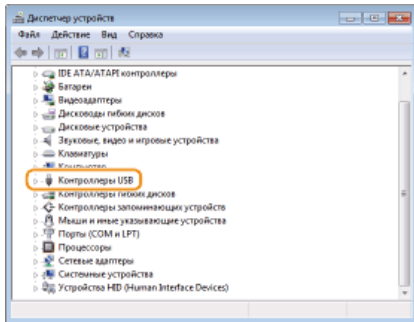 Диспетчер устройств
Файл Действие Вид Справка
IDE ATA/ATAPI контроллеры
Батареи
Видеоадаптеры
Дисководы гибких дисков
Дисковые устройства
Звуковые, видео и игровые устройства
Клавиатуры
Компьютер
Контроллеры USB
Контроллеры гибких дисков
Контроллеры запоминающих устройств
Мыши и иные указывающие устройства
Порты (COM и LPT)
Процессоры
Сетевые адаптеры
Системные устройства
Устройства HID (Human Interface Devices)